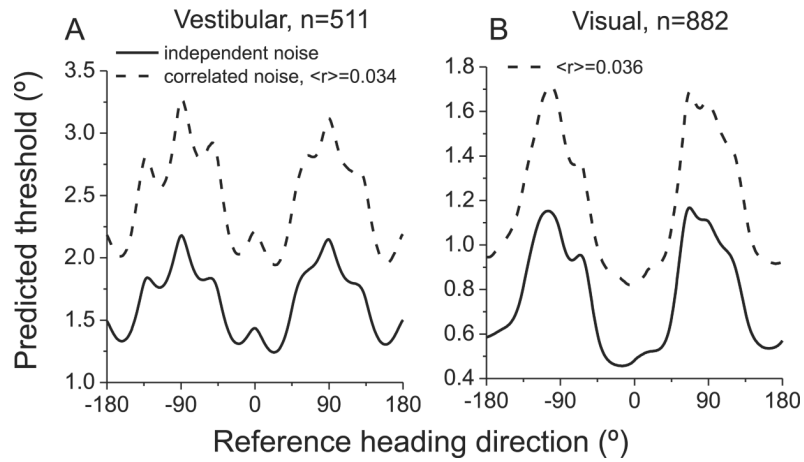 A
Vestibular, n=511
independent noise
correlated noise, <r>=0.034
3.5
3.0
2.5
2.0
1.5
1.0
-180
-90
0
90
180
B
Visual, n=882
<r>=0.036
1.8
1.6
1.4
1.2
1.0
0.8
0.6
0.4
-180
-90
0
90
180
Predicted threshold (º)
Reference heading direction (º)